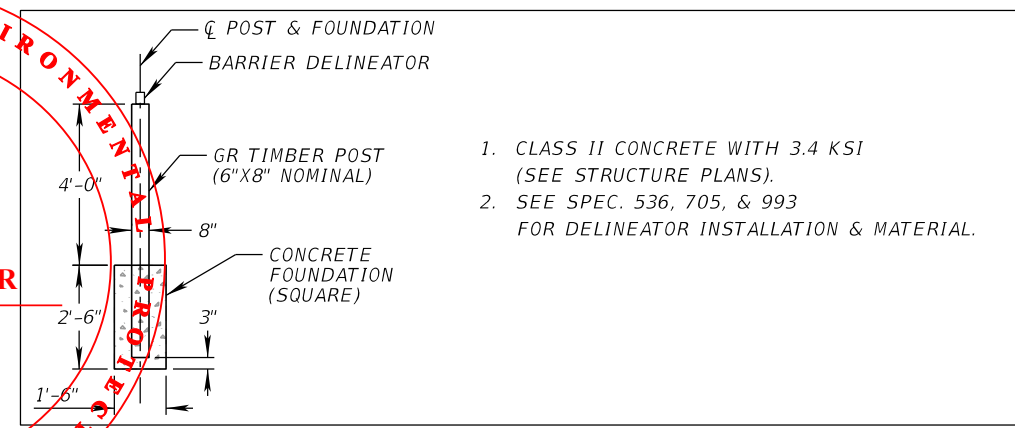 ℄ POST & FOUNDATION
BARRIER DELINEATOR
GR TIMBER POST
(6"X8" NOMINAL)
4'-0"
8"
CONCRETE
FOUNDATION
(SQUARE)
2'-6"
3"
1'-6"
1. CLASS II CONCRETE WITH 3.4 KSI
(SEE STRUCTURE PLANS).
2. SEE SPEC. 536, 705, & 993
FOR DELINEATOR INSTALLATION & MATERIAL.
IRONMENTAL PROTEC
R